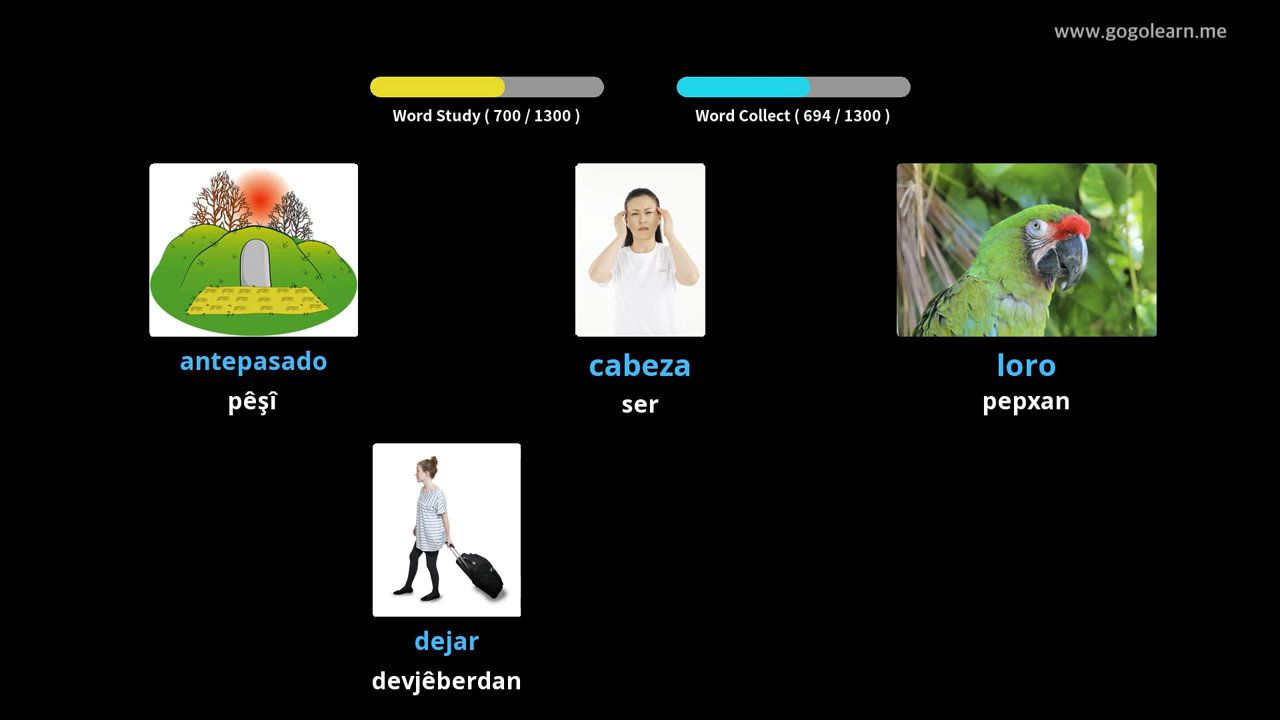 www.gogolearn.me
Word Study ( 700 / 1300 )
Word Collect ( 694 / 1300 )
antepasado
pêşî
cabeza
ser
loro
pepxan
dejar
devjêberdan